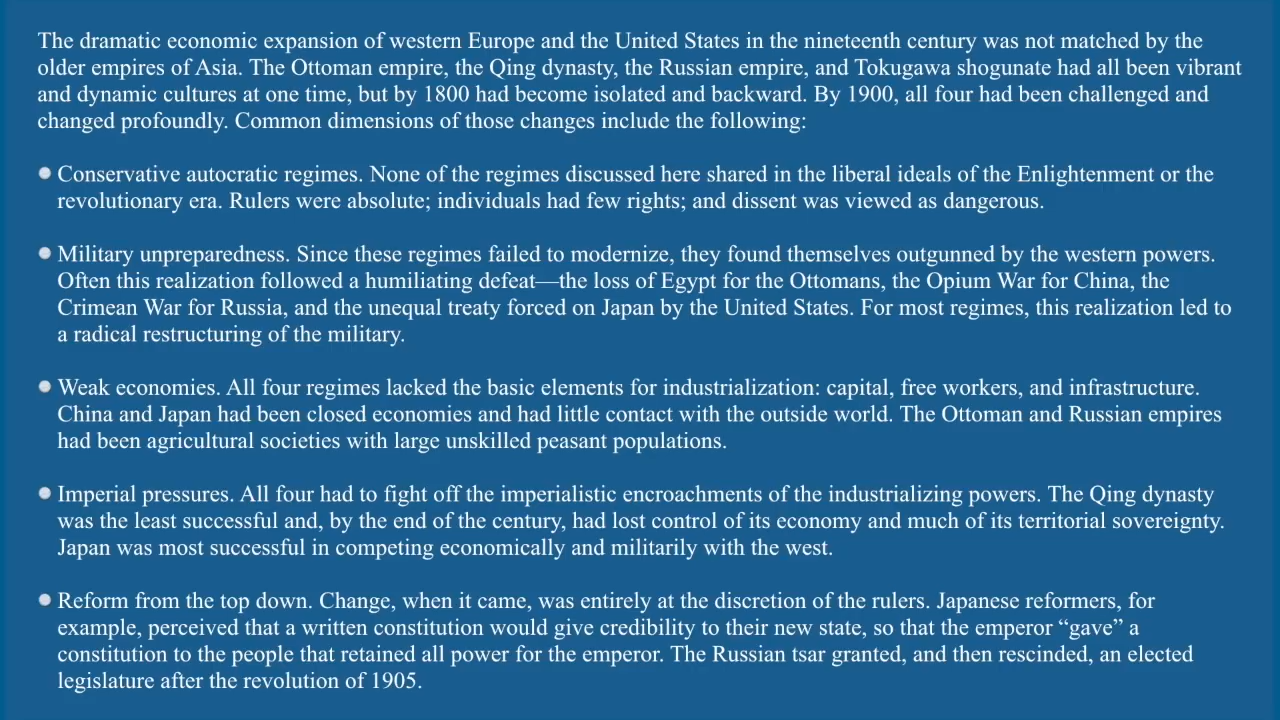 The dramatic economic expansion of western Europe and the United States in the nineteenth century was not matched by the
older empires of Asia. The Ottoman empire, the Qing dynasty, the Russian empire, and Tokugawa shogunate had all been vibrant
and dynamic cultures at one time, but by 1800 had become isolated and backward. By 1900, all four had been challenged and
changed profoundly. Common dimensions of those changes include the following:
Conservative autocratic regimes. None of the regimes discussed here shared in the liberal ideals of the Enlightenment or the
revolutionary era. Rulers were absolute; individuals had few rights; and dissent was viewed as dangerous.
Military unpreparedness. Since these regimes failed to modernize, they found themselves outgunned by the western powers.
Often this realization followed a humiliating defeat—the loss of Egypt for the Ottomans, the Opium War for China, the
Crimean War for Russia, and the unequal treaty forced on Japan by the United States. For most regimes, this realization led to
a radical restructuring of the military.
Weak economies. All four regimes lacked the basic elements for industrialization: capital, free workers, and infrastructure.
China and Japan had been closed economies and had little contact with the outside world. The Ottoman and Russian empires
had been agricultural societies with large unskilled peasant populations.
Imperial pressures. All four had to fight off the imperialistic encroachments of the industrializing powers. The Qing dynasty
was the least successful and, by the end of the century, had lost control of its economy and much of its territorial sovereignty.
Japan was most successful in competing economically and militarily with the west.
Reform from the top down. Change, when it came, was entirely at the discretion of the rulers. Japanese reformers, for
example, perceived that a written constitution would give credibility to their new state, so that the emperor “gave” a
constitution to the people that retained all power for the emperor. The Russian tsar granted, and then rescinded, an elected
legislature after the revolution of 1905.